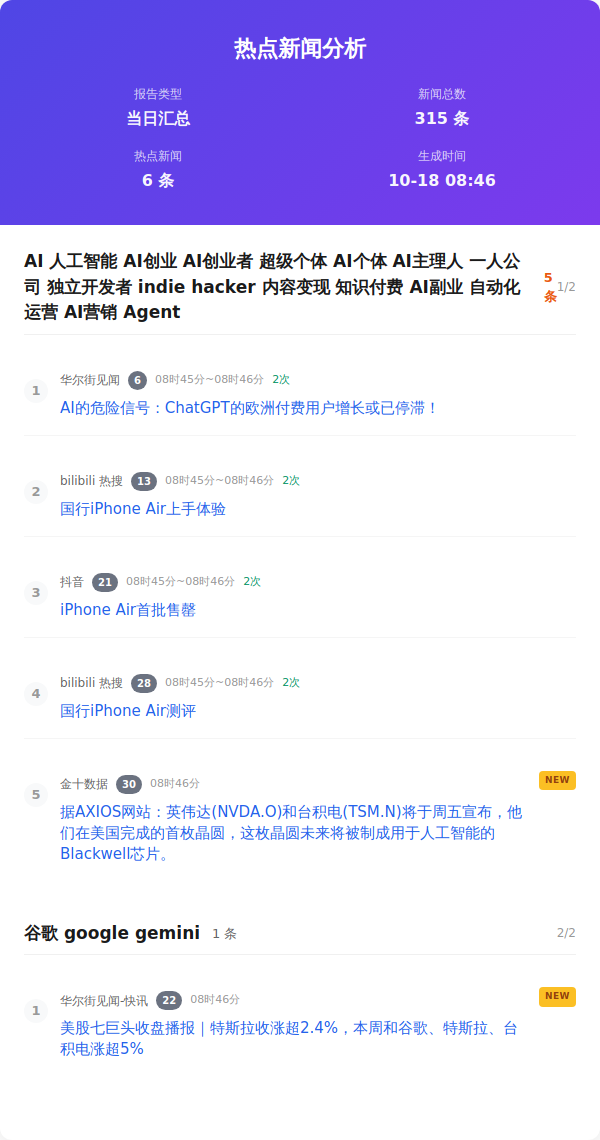 热点新闻分析
报告类型
新闻总数
当日汇总
315 条
热点新闻
生成时间
6 条
10-18 08:46
AI 人工智能 AI创业 AI创业者 超级个体 AI个体 AI主理人 一人公
司 独立开发者 indie hacker 内容变现 知识付费 AI副业 自动化
运营 AI营销 Agent
5
条
1/2
1
华尔街见闻 6 08时45分~08时46分 2次
AI的危险信号：ChatGPT的欧洲付费用户增长或已停滞！
2
bilibili 热搜 13 08时45分~08时46分 2次
国行iPhone Air上手体验
3
抖音 21 08时45分~08时46分 2次
iPhone Air首批售罄
4
bilibili 热搜 28 08时45分~08时46分 2次
国行iPhone Air测评
5
金十数据 30 08时46分
NEW
据AXIOS网站：英伟达(NVDA.O)和台积电(TSM.N)将于周五宣布，他
们在美国完成的首枚晶圆，这枚晶圆未来将被制成用于人工智能的
Blackwell芯片。
谷歌 google gemini 1 条
2/2
1
华尔街见闻-快讯 22 08时46分
NEW
美股七巨头收盘播报｜特斯拉收涨超2.4%，本周和谷歌、特斯拉、台
积电涨超5%